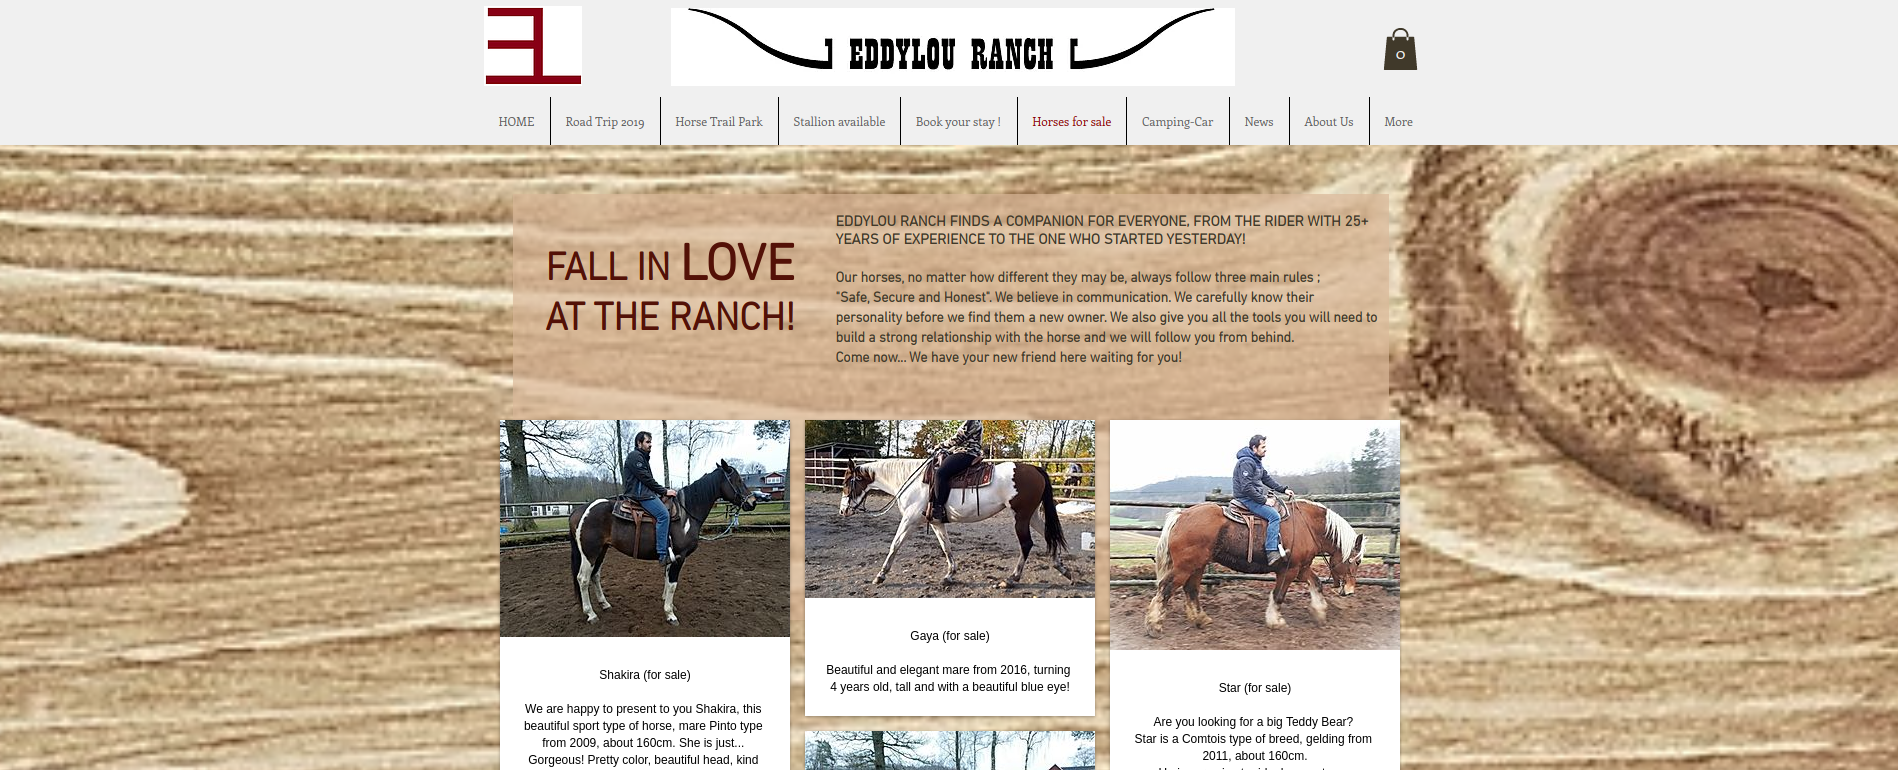 EL
EDDYLOU RANCH
0
HOME
Road Trip 2019
Horse Trail Park
Stallion available
Book your stay !
Horses for sale
Camping-Car
News
About Us
More
FALL IN LOVE
AT THE RANCH!
EDDYLOU RANCH FINDS A COMPANION FOR EVERYONE, FROM THE RIDER WITH 25+
YEARS OF EXPERIENCE TO THE ONE WHO STARTED YESTERDAY!
Our horses, no matter how different they may be, always follow three main rules ;
"Safe, Secure and Honest". We believe in communication. We carefully know their
personality before we find them a new owner. We also give you all the tools you will need to
build a strong relationship with the horse and we will follow you from behind.
Come now... We have your new friend here waiting for you!
Shakira (for sale)
We are happy to present to you Shakira, this
beautiful sport type of horse, mare Pinto type
from 2009, about 160cm. She is just...
Gorgeous! Pretty color, beautiful head, kind
Gaya (for sale)
Beautiful and elegant mare from 2016, turning
4 years old, tall and with a beautiful blue eye!
Star (for sale)
Are you looking for a big Teddy Bear?
Star is a Comtois type of breed, gelding from
2011, about 160cm.